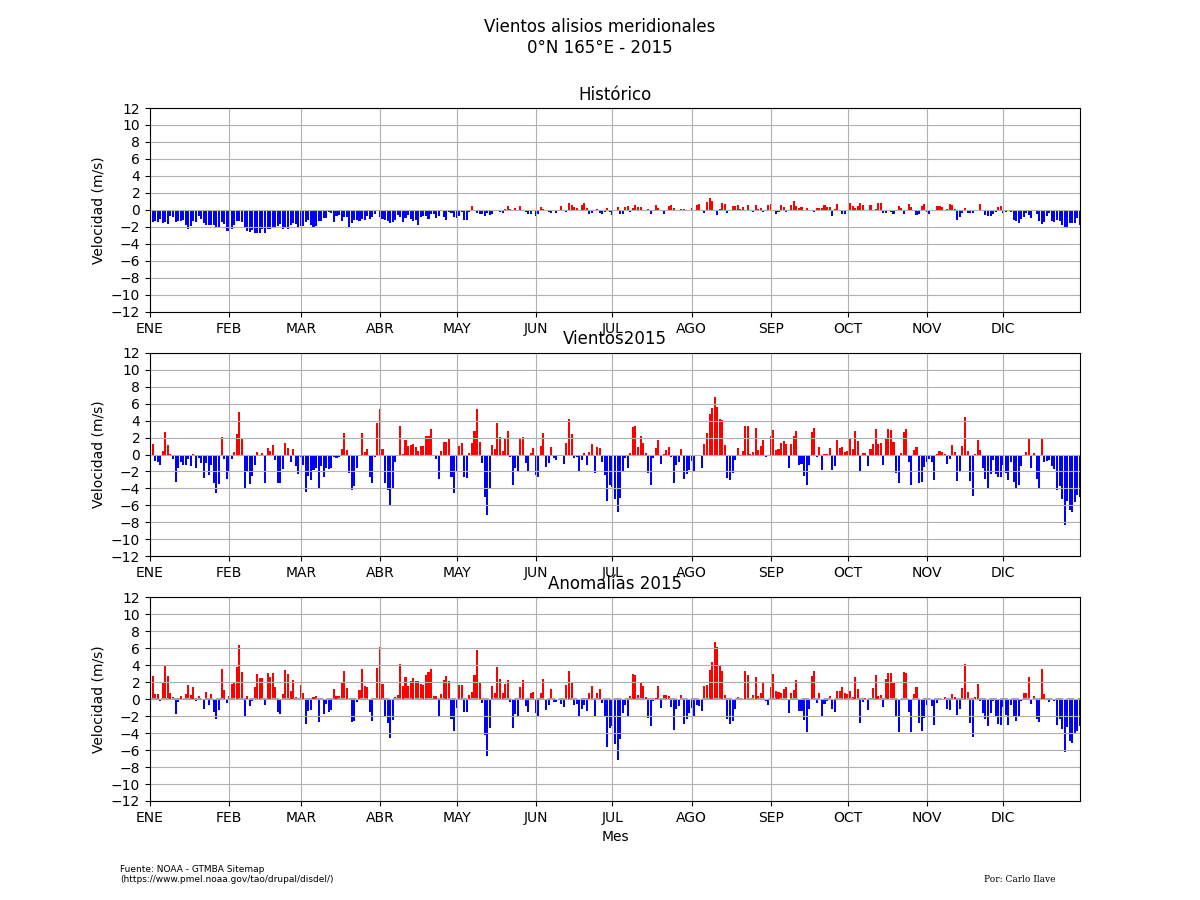 Vientos alisios meridionales
0°N 165°E - 2015
Histórico
12
10
8
6
4
2
0
−2
−4
−6
−8
−10
−12
Velocidad (m/s)
ENE FEB MAR ABR MAY JUN JUL AGO SEP OCT NOV DIC
Vientos2015
12
10
8
6
4
2
0
−2
−4
−6
−8
−10
−12
Velocidad (m/s)
ENE FEB MAR ABR MAY JUN JUL AGO SEP OCT NOV DIC
Anomalías 2015
12
10
8
6
4
2
0
−2
−4
−6
−8
−10
−12
Velocidad (m/s)
ENE FEB MAR ABR MAY JUN JUL AGO SEP OCT NOV DIC
Mes
Fuente: NOAA - GTMBA Sitemap
(https://www.pmel.noaa.gov/tao/drupal/disdel/)
Por: Carlo Ilave